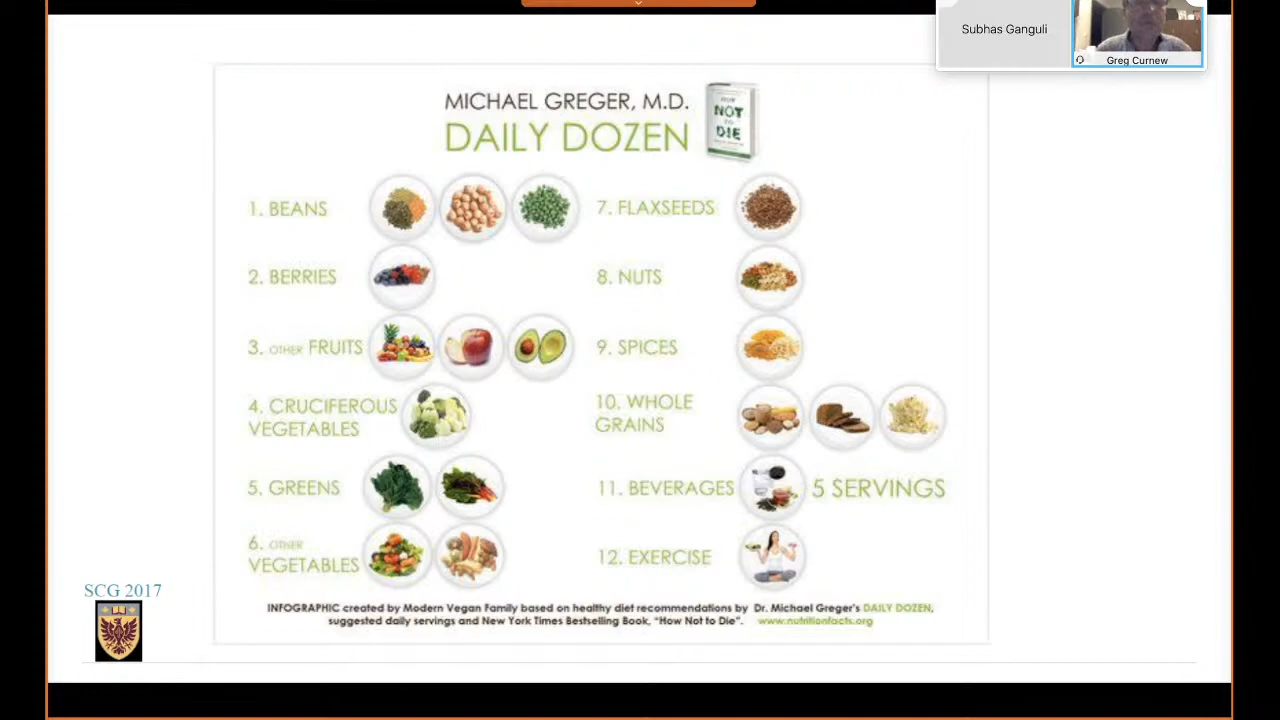 Subhas Ganguli
Greg Curnew
MICHAEL GREGER, M.D.
DAILY DOZEN
HOW
NOT
TO
DIE
1. BEANS
2. BERRIES
3. OTHER FRUITS
4. CRUCIFEROUS
VEGETABLES
5. GREENS
6. OTHER
VEGETABLES
7. FLAXSEEDS
8. NUTS
9. SPICES
10. WHOLE
GRAINS
11. BEVERAGES
5 SERVINGS
12. EXERCISE
INFOGRAPHIC created by Modern Vegan Family based on healthy diet recommendations by Dr. Michael Greger's DAILY DOZEN,
suggested daily servings and New York Times Bestselling Book, "How Not to Die". www.nutritionfacts.org
SCG 2017